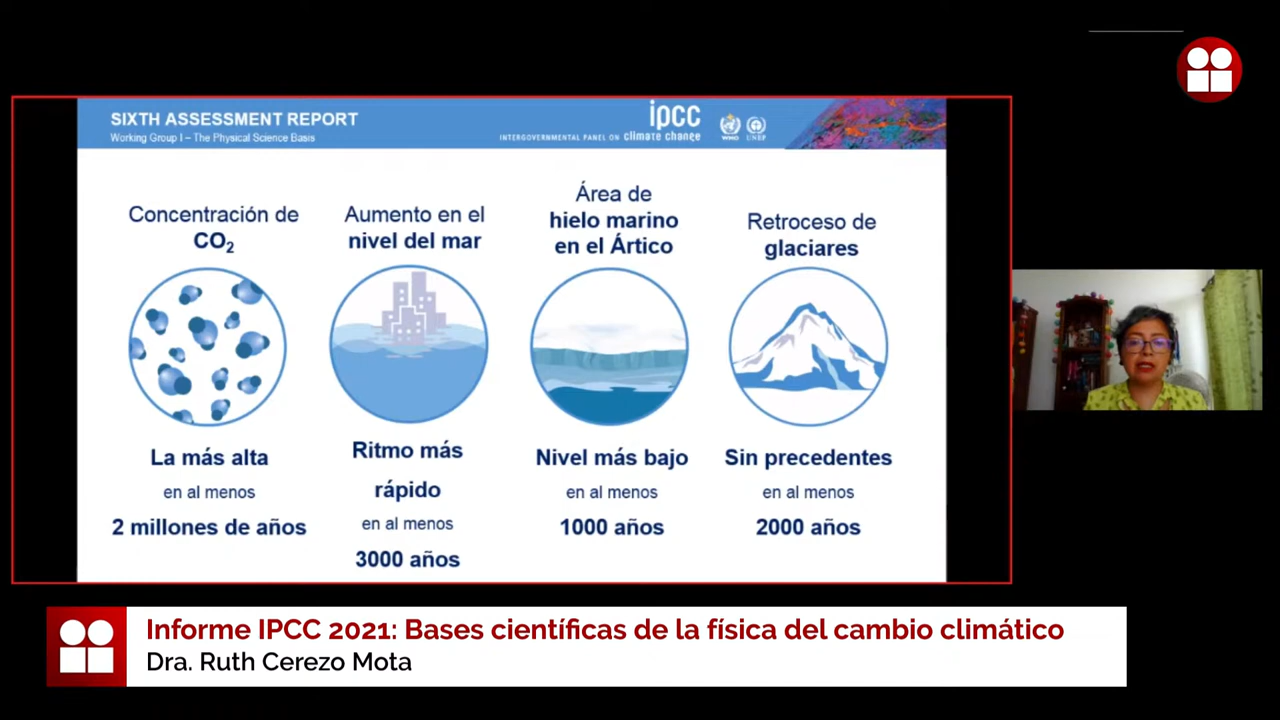 SIXTH ASSESSMENT REPORT
Working Group I – The Physical Science Basis
ipcc
INTERGOVERNMENTAL PANEL ON climate change
WMO
UNEP
Concentración de
CO₂
La más alta
en al menos
2 millones de años
Aumento en el
nivel del mar
Ritmo más
rápido
en al menos
3000 años
Área de
hielo marino
en el Ártico
Nivel más bajo
en al menos
1000 años
Retroceso de
glaciares
Sin precedentes
en al menos
2000 años
Informe IPCC 2021: Bases científicas de la física del cambio climático
Dra. Ruth Cerezo Mota